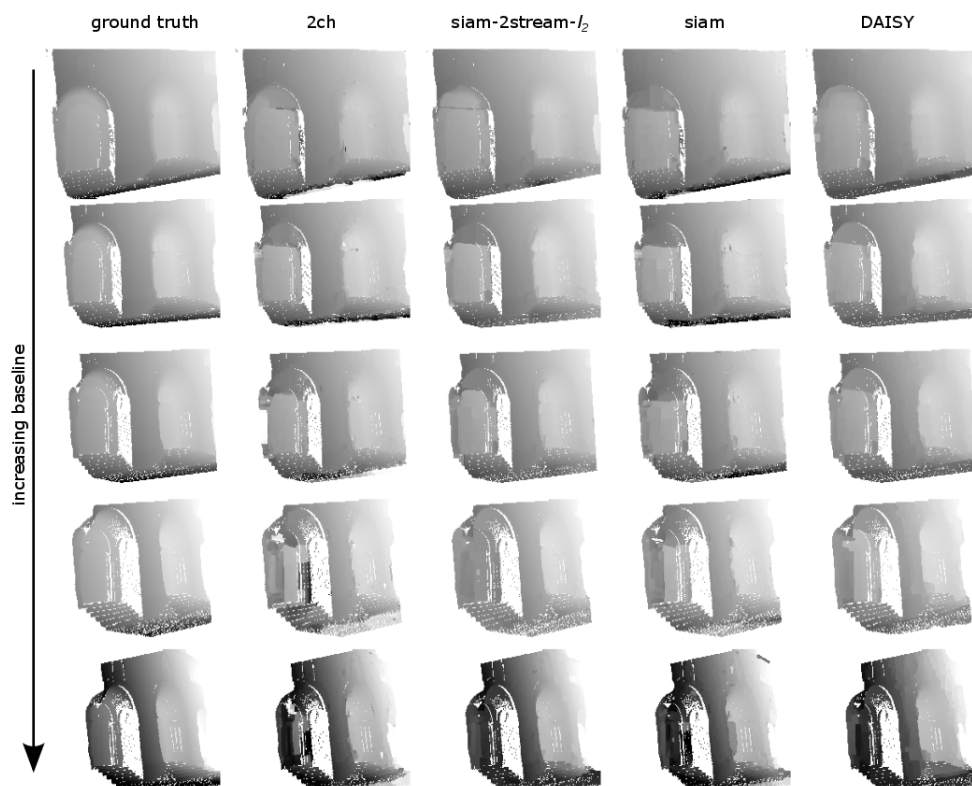 ground truth 2ch siam-2stream-l₂ siam DAISY
increasing baseline